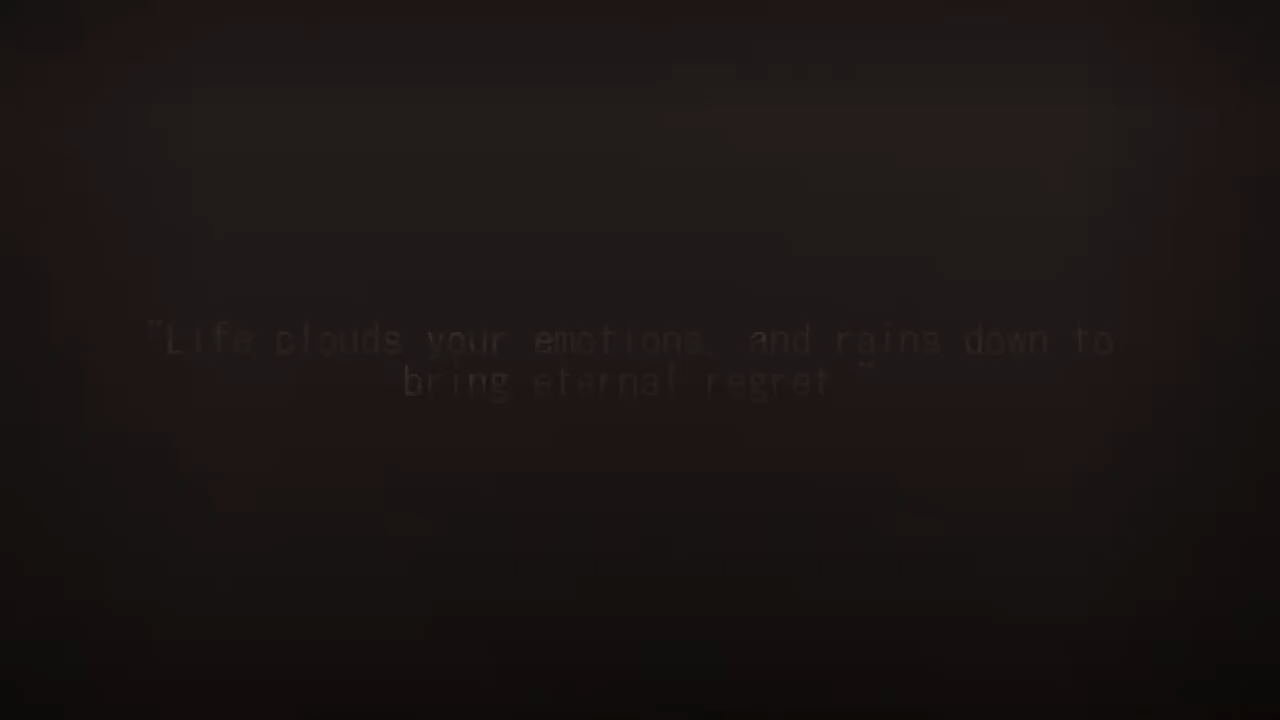 "Life clouds your emotions, and rains down to
bring eternal regret."